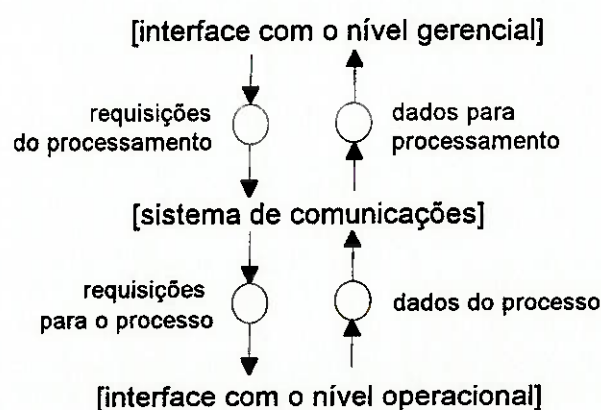 [interface com o nível gerencial]
requisições
do processamento
dados para
processamento
[sistema de comunicações]
requisições
para o processo
dados do processo
[interface com o nível operacional]